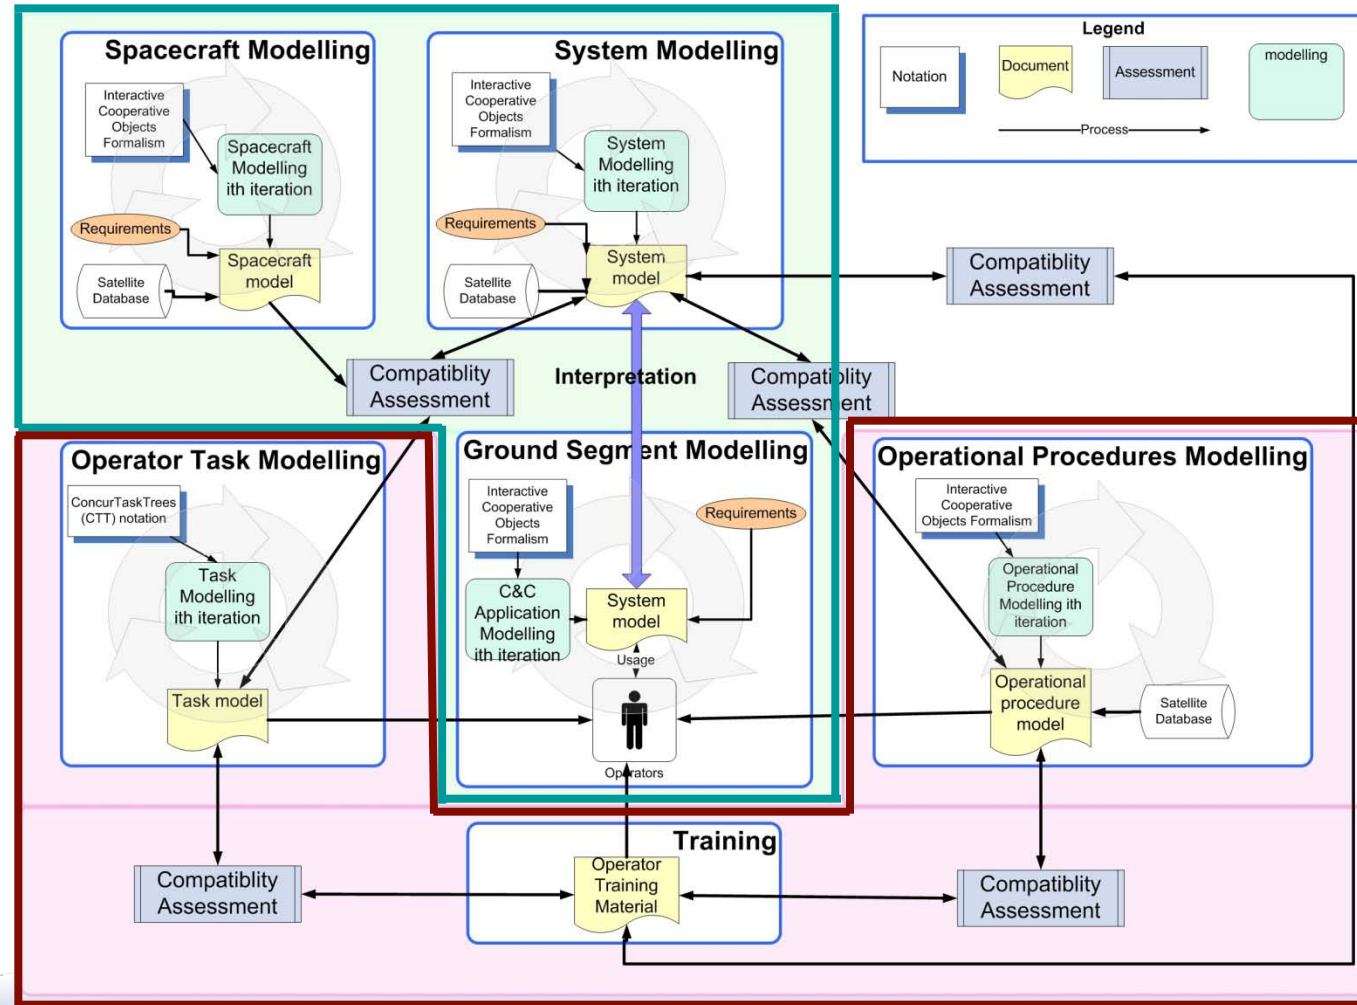 Spacecraft Modelling
Interactive
Cooperative
Objects
Formalism
Spacecraft
Modelling
ith iteration
Requirements
Spacecraft
model
Satellite
Database
System Modelling
Interactive
Cooperative
Objects
Formalism
System
Modelling
ith iteration
Requirements
System
model
Satellite
Database
Legend
Notation
Document
Assessment
modelling
Process
Compatiblity
Assessment
Compatiblity
Assessment
Interpretation
Compatiblity
Assessment
Operator Task Modelling
ConcurTaskTrees
(CTT) notation
Task
Modelling
ith iteration
Task model
Ground Segment Modelling
Interactive
Cooperative
Objects
Formalism
Requirements
C&C
Application
Modelling
ith iteration
System
model
Usage
Operators
Operational Procedures Modelling
Interactive
Cooperative
Objects Formalism
Operational
Procedure
Modelling ith
iteration
Operational
procedure
model
Satellite
Database
Training
Operator
Training
Material
Compatiblity
Assessment
Compatiblity
Assessment